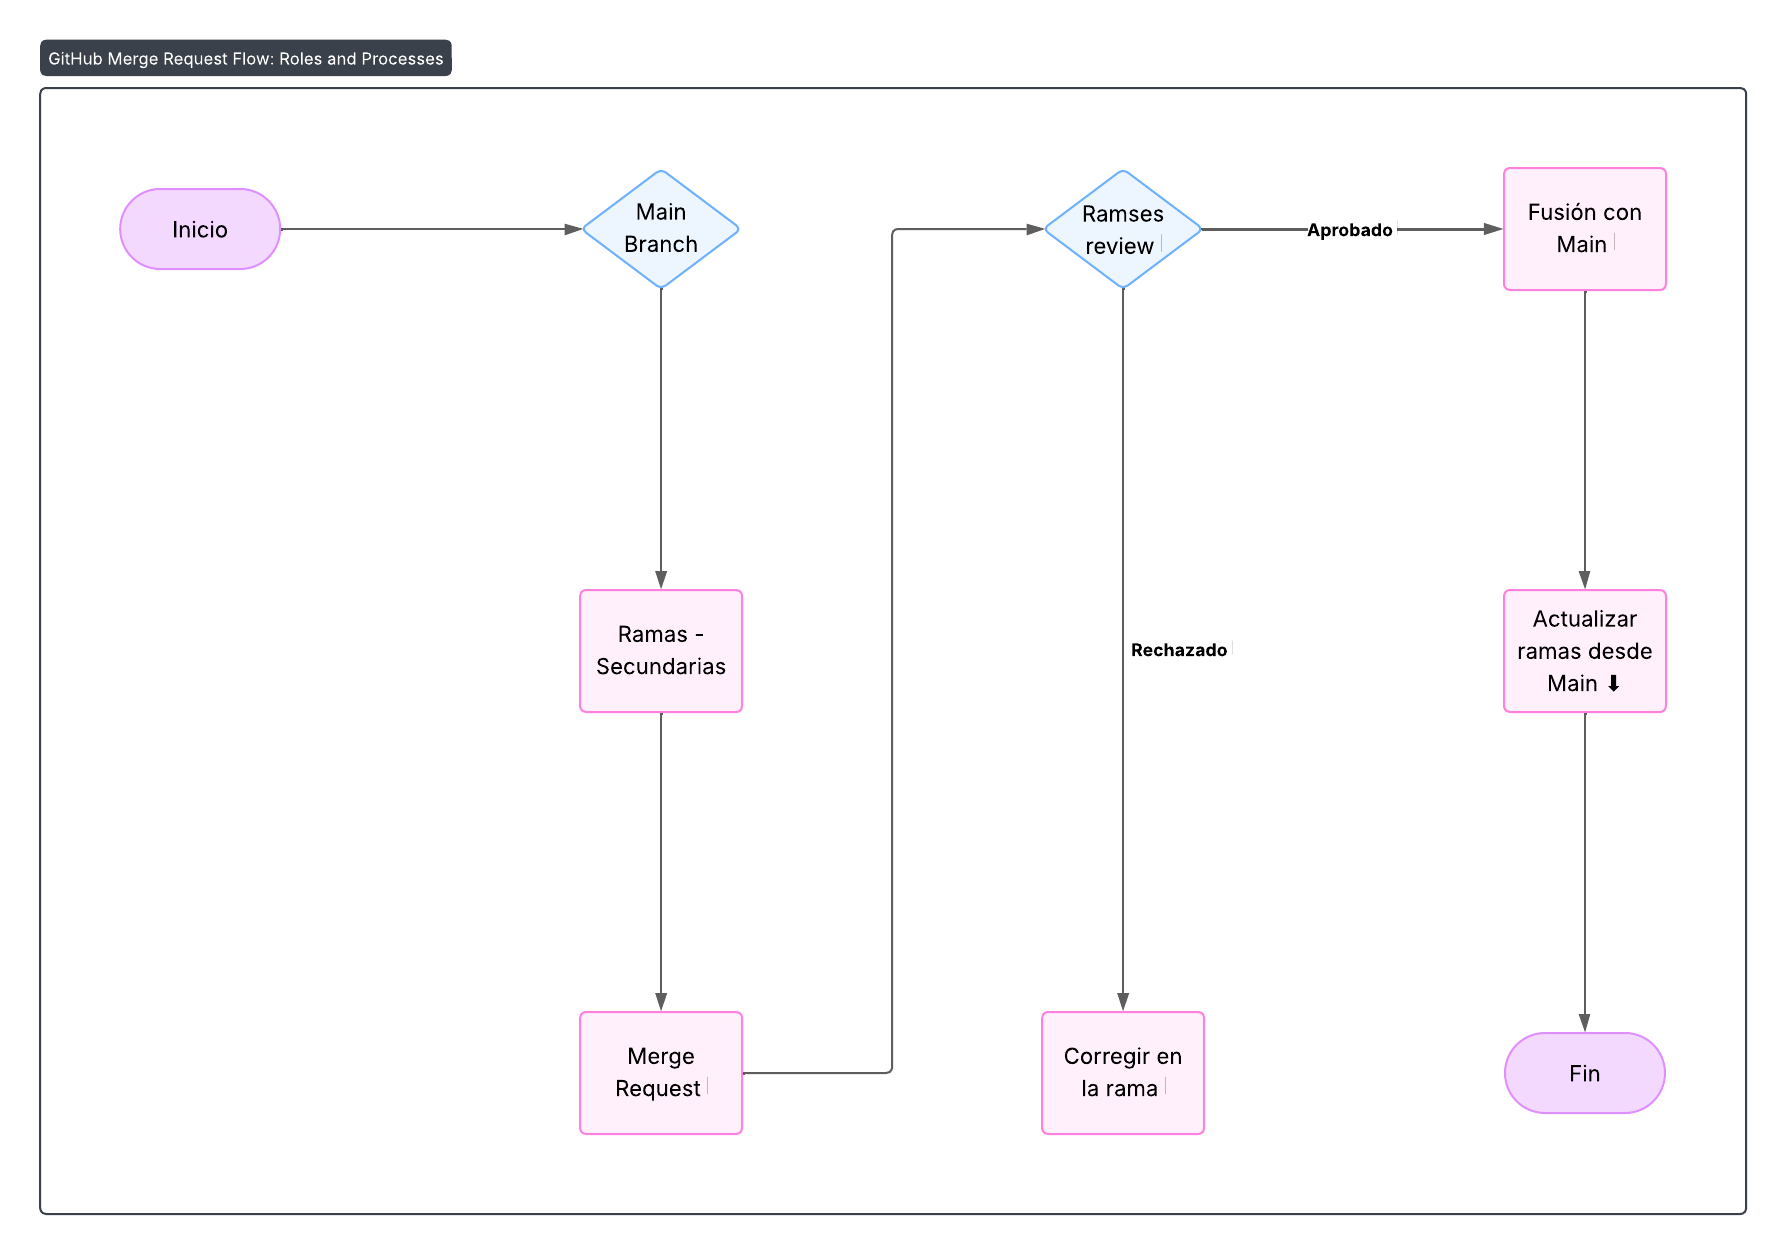 GitHub Merge Request Flow: Roles and Processes
Inicio
Main
Branch
Ramas -
Secundarias
Merge
Request
Ramses
review
Aprobado
Rechazado
Corregir en
la rama
Fusión con
Main
Actualizar
ramas desde
Main ⬇
Fin